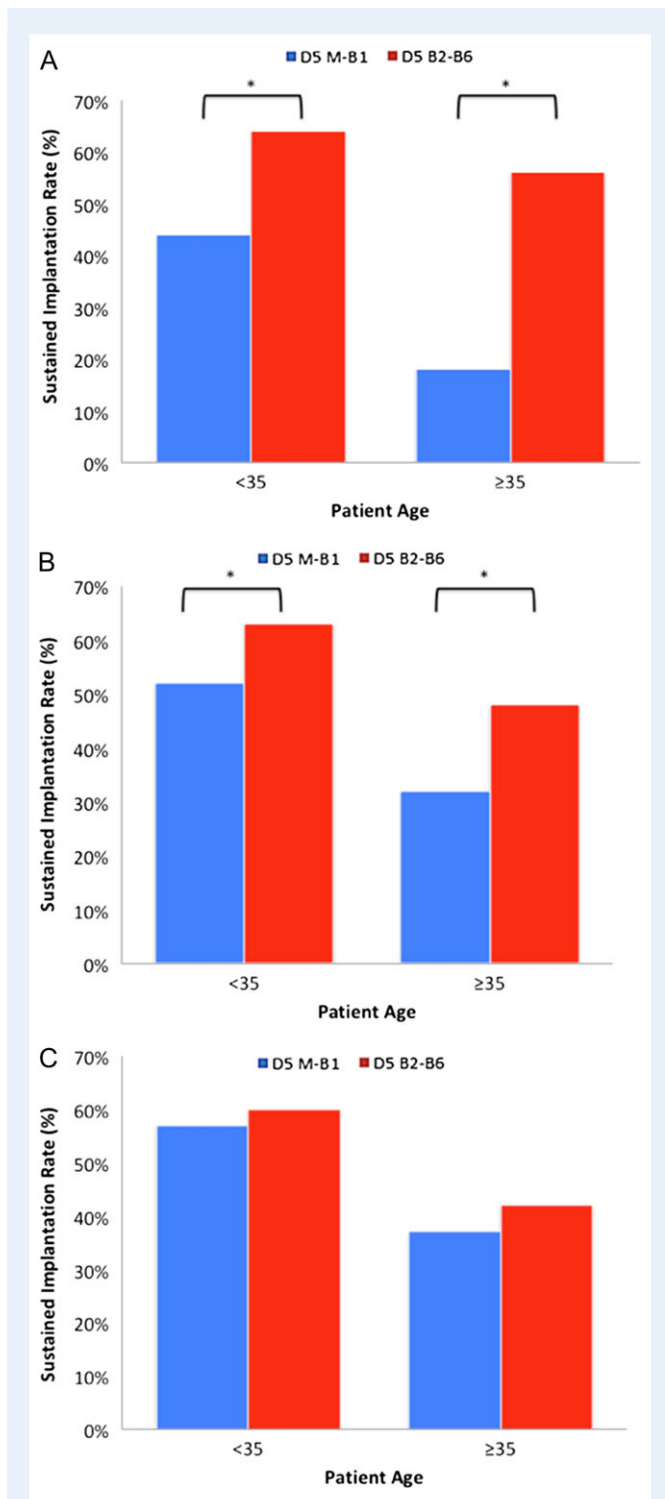 A
D5 M-B1 D5 B2-B6
Sustained Implantation Rate (%)
70%
60%
50%
40%
30%
20%
10%
0%
* *
<35 ≥35
Patient Age
B
D5 M-B1 D5 B2-B6
Sustained Implantation Rate (%)
70%
60%
50%
40%
30%
20%
10%
0%
* *
<35 ≥35
Patient Age
C
D5 M-B1 D5 B2-B6
Sustained Implantation Rate (%)
70%
60%
50%
40%
30%
20%
10%
0%
<35 ≥35
Patient Age